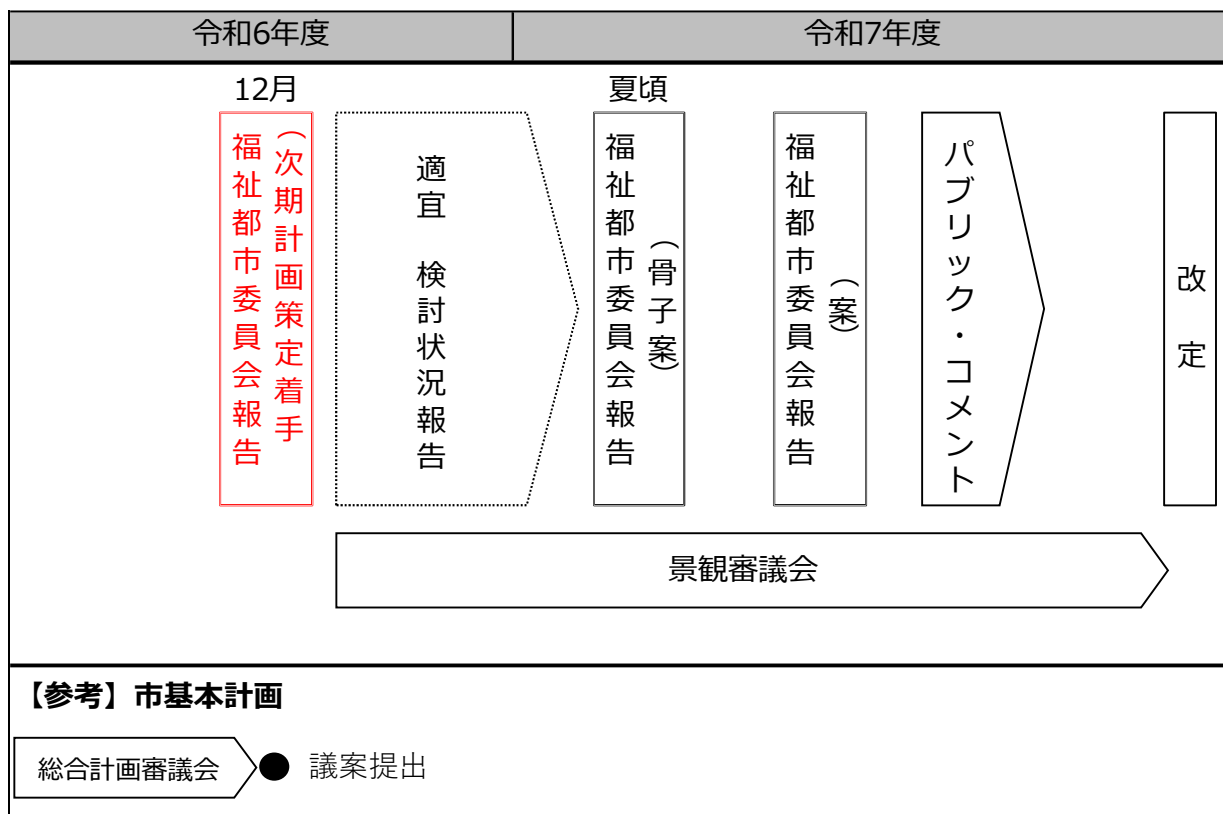 令和6年度
令和7年度
12月
夏頃
福祉都市委員会報告
（次期計画策定着手
適宜　検討状況報告
福祉都市委員会報告
（骨子案）
福祉都市委員会報告
（案）
パブリック・コメント
改定
景観審議会
【参考】市基本計画
総合計画審議会
● 議案提出